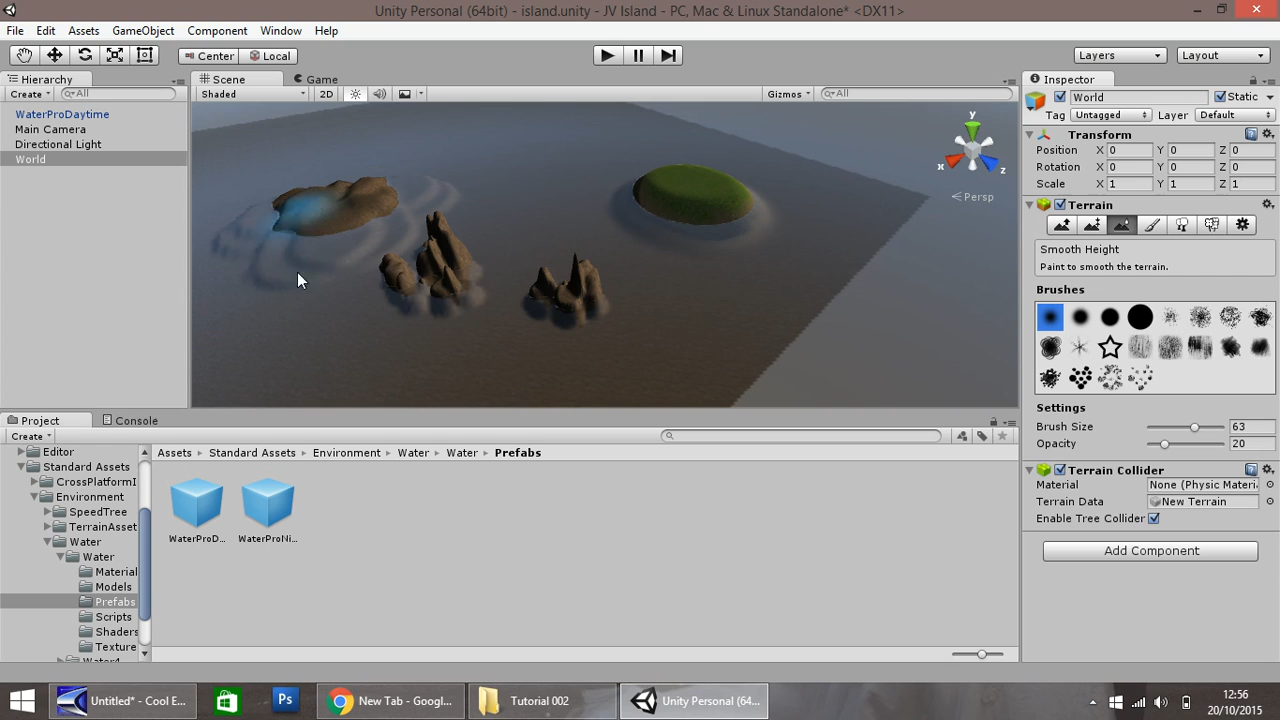 Unity Personal (64bit) - island.unity - JV Island - PC, Mac & Linux Standalone* <DX11>
File Edit Assets GameObject Component Window Help
Center Local Layers Layout
Hierarchy Scene Game Inspector
Create All Shaded 2D Gizmos All World Static
Tag Untagged Layer Default
WaterProDaytime
Main Camera
Directional Light
World
y
x
z
Persp
Transform
Position X 0 Y 0 Z 0
Rotation X 0 Y 0 Z 0
Scale X 1 Y 1 Z 1
Terrain
Smooth Height
Paint to smooth the terrain.
Brushes
Settings
Brush Size 63
Opacity 20
Terrain Collider
Material None (Physic Materi
Terrain Data New Terrain
Enable Tree Collider
Add Component
Project Console
Create
Editor
Standard Assets
CrossPlatformI
Environment
SpeedTree
TerrainAsset
Water
Water
Material
Models
Prefabs
Scripts
Shaders
Texture
Water4
Assets Standard Assets Environment Water Water Prefabs
WaterProD... WaterProNi...
Untitled* - Cool E... Ps New Tab - Googl... Tutorial 002 Unity Personal (64...
12:56
20/10/2015